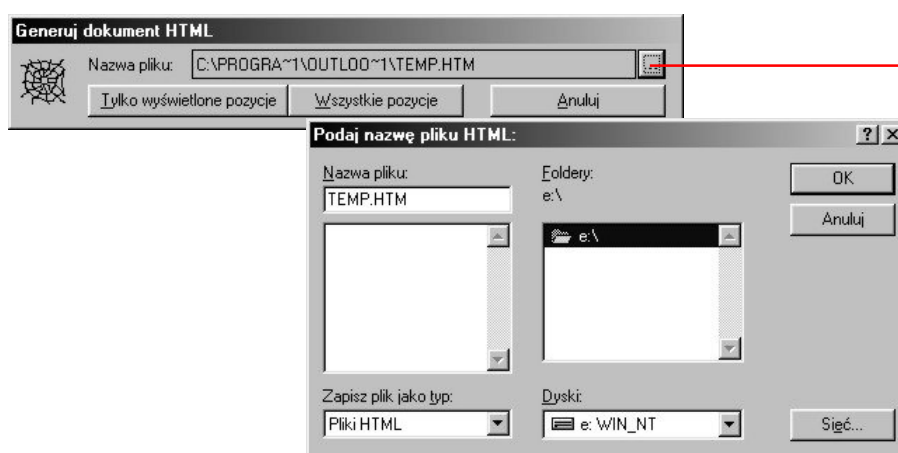 Generuj dokument HTML
Nazwa pliku: C:\PROGRA~1\OUTLOO~1\TEMP.HTM ...
Tylko wyświetlone pozycje Wszystkie pozycje Anuluj
Podaj nazwę pliku HTML:
Nazwa pliku: Foldery: OK
TEMP.HTM e:\
e:\ Anuluj
Zapisz plik jako typ: Dyski:
Pliki HTML e: WIN_NT Sieć...